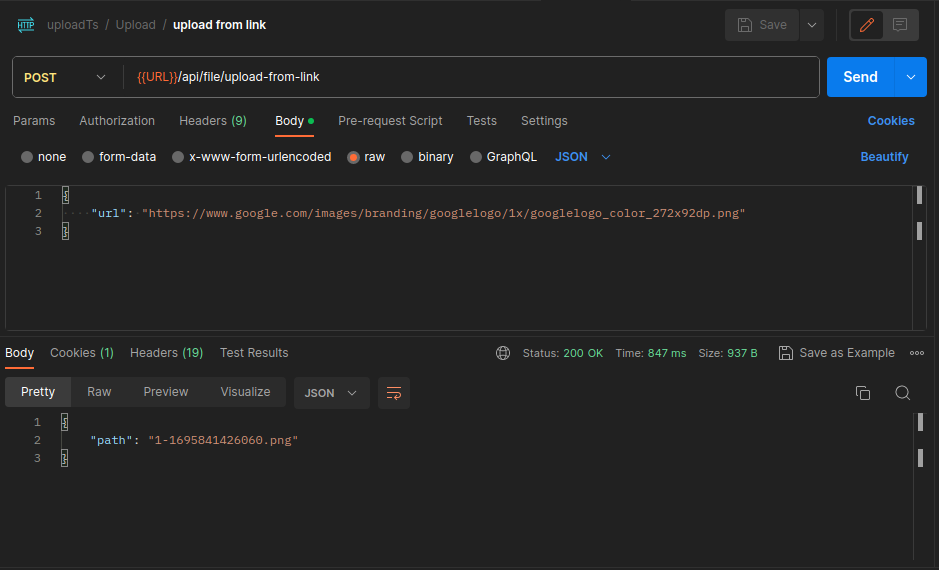 HTTP uploadTs / Upload / upload from link Save
POST {{URL}}/api/file/upload-from-link Send
Params Authorization Headers (9) Body Pre-request Script Tests Settings Cookies
none form-data x-www-form-urlencoded raw binary GraphQL JSON Beautify
1 {
2 "url": "https://www.google.com/images/branding/googlelogo/1x/googlelogo_color_272x92dp.png"
3 }
Body Cookies (1) Headers (19) Test Results Status: 200 OK Time: 847 ms Size: 937 B Save as Example
Pretty Raw Preview Visualize JSON
1 {
2 "path": "1-1695841426060.png"
3 }